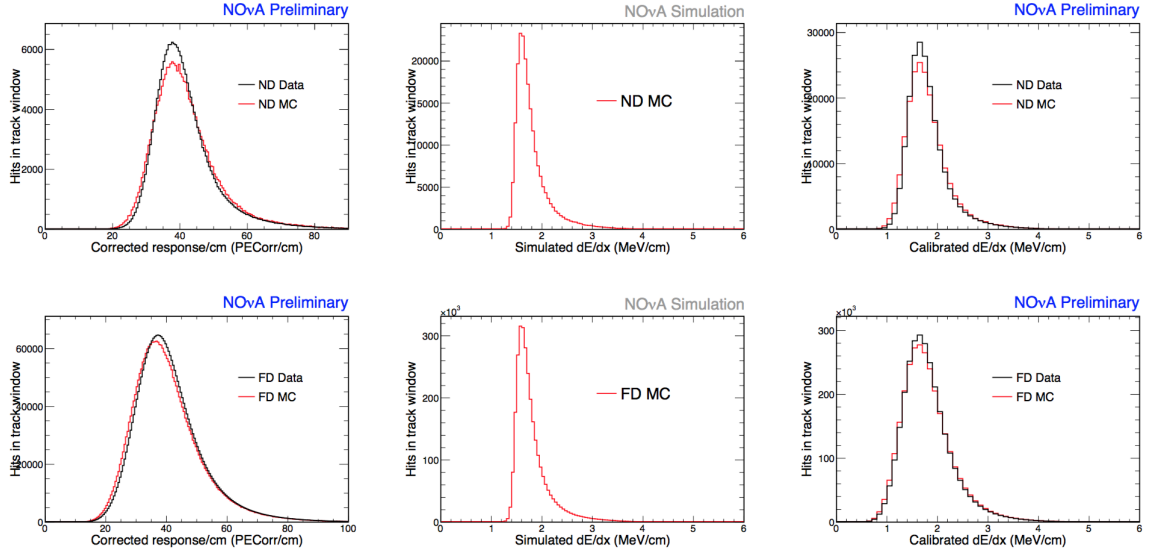 NOνA Preliminary
Hits in track window
6000
4000
2000
0
ND Data
ND MC
0 20 40 60 80
Corrected response/cm (PECorr/cm)
NOνA Simulation
Hits in track window
20000
15000
10000
5000
0
ND MC
0 1 2 3 4 5 6
Simulated dE/dx (MeV/cm)
NOνA Preliminary
Hits in track window
30000
20000
10000
0
ND Data
ND MC
0 1 2 3 4 5 6
Calibrated dE/dx (MeV/cm)
NOνA Preliminary
Hits in track window
60000
40000
20000
0
FD Data
FD MC
0 20 40 60 80 100
Corrected response/cm (PECorr/cm)
NOνA Simulation
×10³
Hits in track window
300
200
100
0
FD MC
0 1 2 3 4 5 6
Simulated dE/dx (MeV/cm)
NOνA Preliminary
×10³
Hits in track window
300
200
100
0
FD Data
FD MC
0 1 2 3 4 5 6
Calibrated dE/dx (MeV/cm)